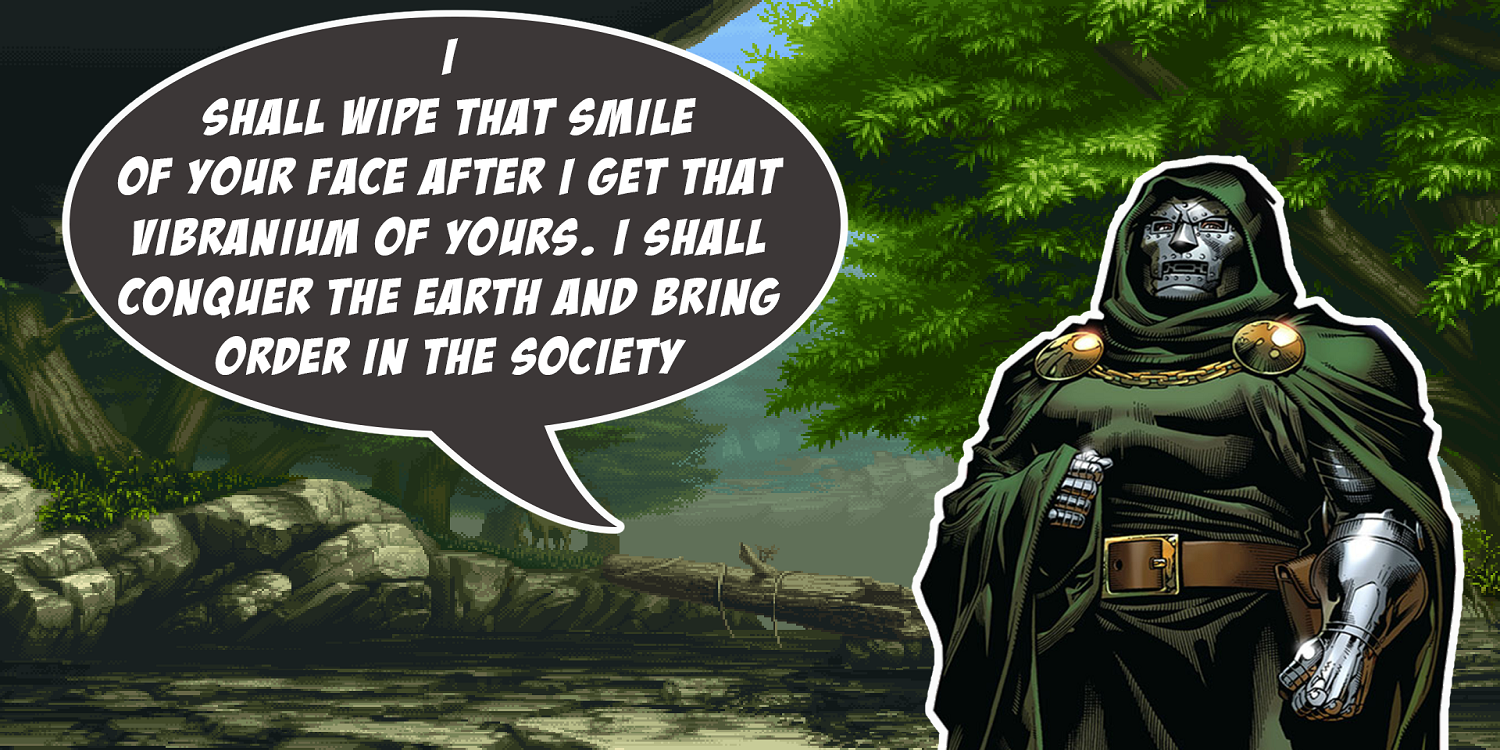 I
SHALL WIPE THAT SMILE
OF YOUR FACE AFTER I GET THAT
VIBRANIUM OF YOURS. I SHALL
CONQUER THE EARTH AND BRING
ORDER IN THE SOCIETY